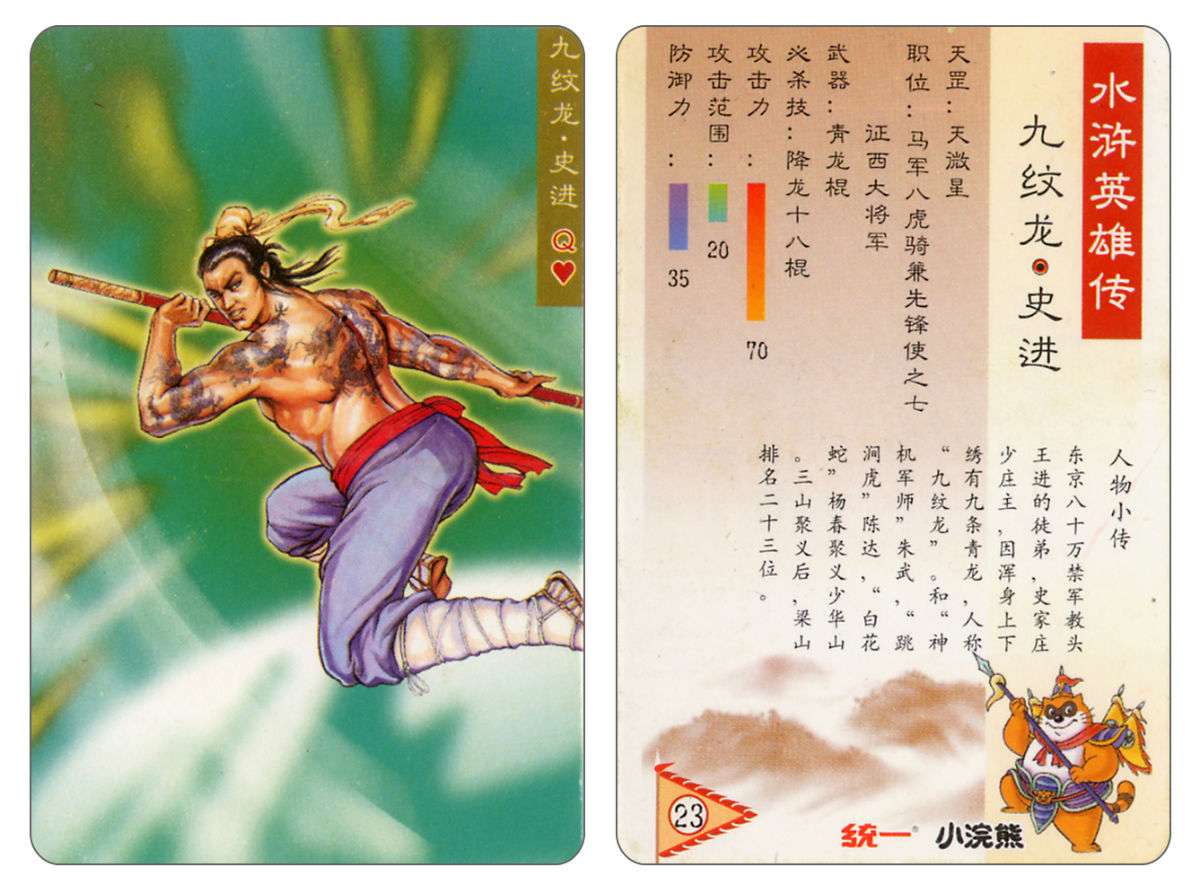 九纹龙·史进
Q
水浒英雄传
九纹龙·史进
天罡:天微星
职位:马军八虎骑兼先锋使之七
征西大将军
武器:青龙棍
必杀技:降龙十八棍
攻击力:
70
攻击范围:
20
防御力:
35
人物小传
东京八十万禁军教头
王进的徒弟,史家庄
少庄主,因浑身上下
绣有九条青龙,人称
“九纹龙”。和“神
机军师”朱武,“跳
涧虎”陈达,“白花
蛇”杨春聚义少华山
。三山聚义后,梁山
排名二十三位。
23
统一® 小浣熊